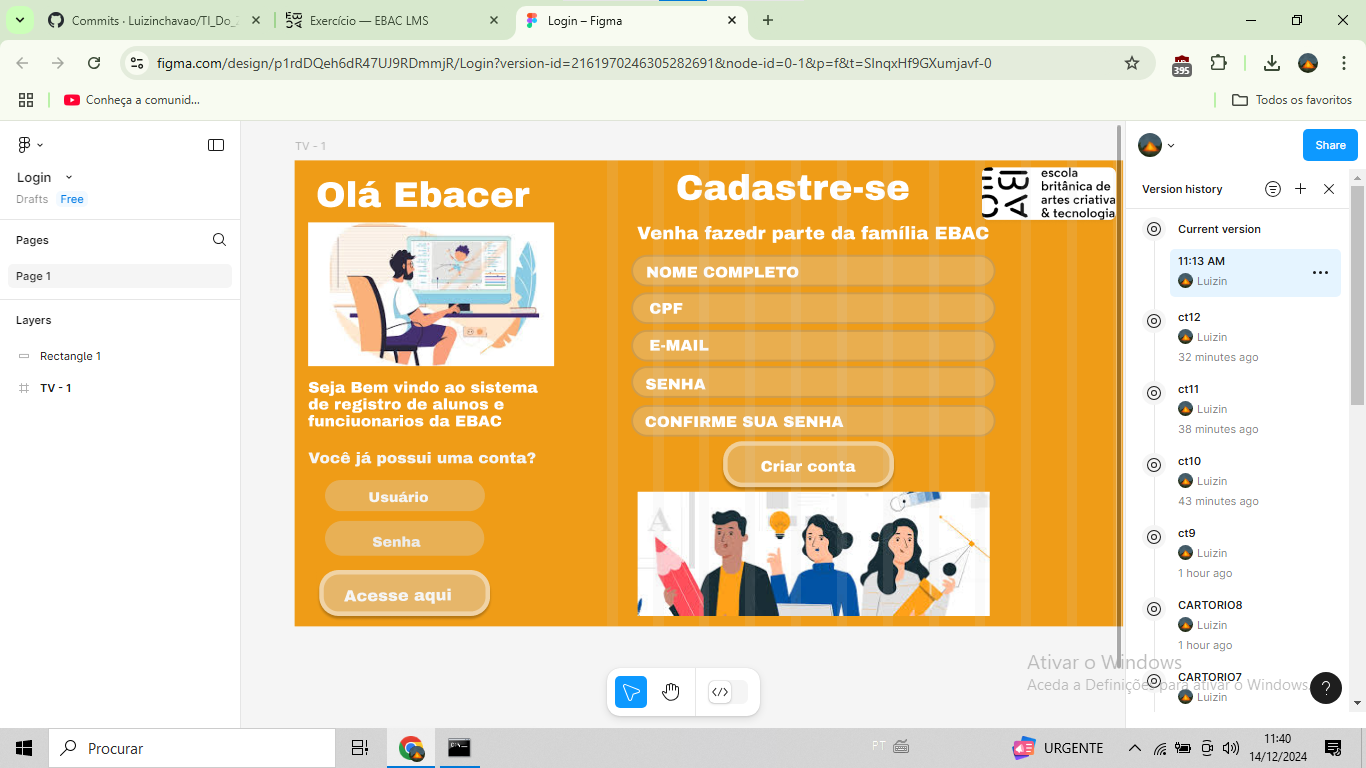 Commits · Luizinchavao/TI_Do_
Exercício — EBAC LMS
Login – Figma
figma.com/design/p1rdDQeh6dR47UJ9RDmmjR/Login?version-id=2161970246305282691&node-id=0-1&p=f&t=SlnqxHf9GXumjavf-0
395
Conheça a comunid...
Todos os favoritos
Login
Drafts
Free
Pages
Page 1
Layers
Rectangle 1
TV - 1
TV - 1
Olá Ebacer
Seja Bem vindo ao sistema
de registro de alunos e
funciuonarios da EBAC
Você já possui uma conta?
Usuário
Senha
Acesse aqui
Cadastre-se
escola
britânica de
artes criativa
& tecnologia
Venha fazedr parte da família EBAC
NOME COMPLETO
CPF
E-MAIL
SENHA
CONFIRME SUA SENHA
Criar conta
A
Share
Version history
Current version
11:13 AM
Luizin
ct12
Luizin
32 minutes ago
ct11
Luizin
38 minutes ago
ct10
Luizin
43 minutes ago
ct9
Luizin
1 hour ago
CARTORIO8
Luizin
1 hour ago
CARTORIO7
Luizin
Ativar o Windows
Aceda a Definições para ativar o Windows
?
Procurar
PT
URGENTE
11:40
14/12/2024